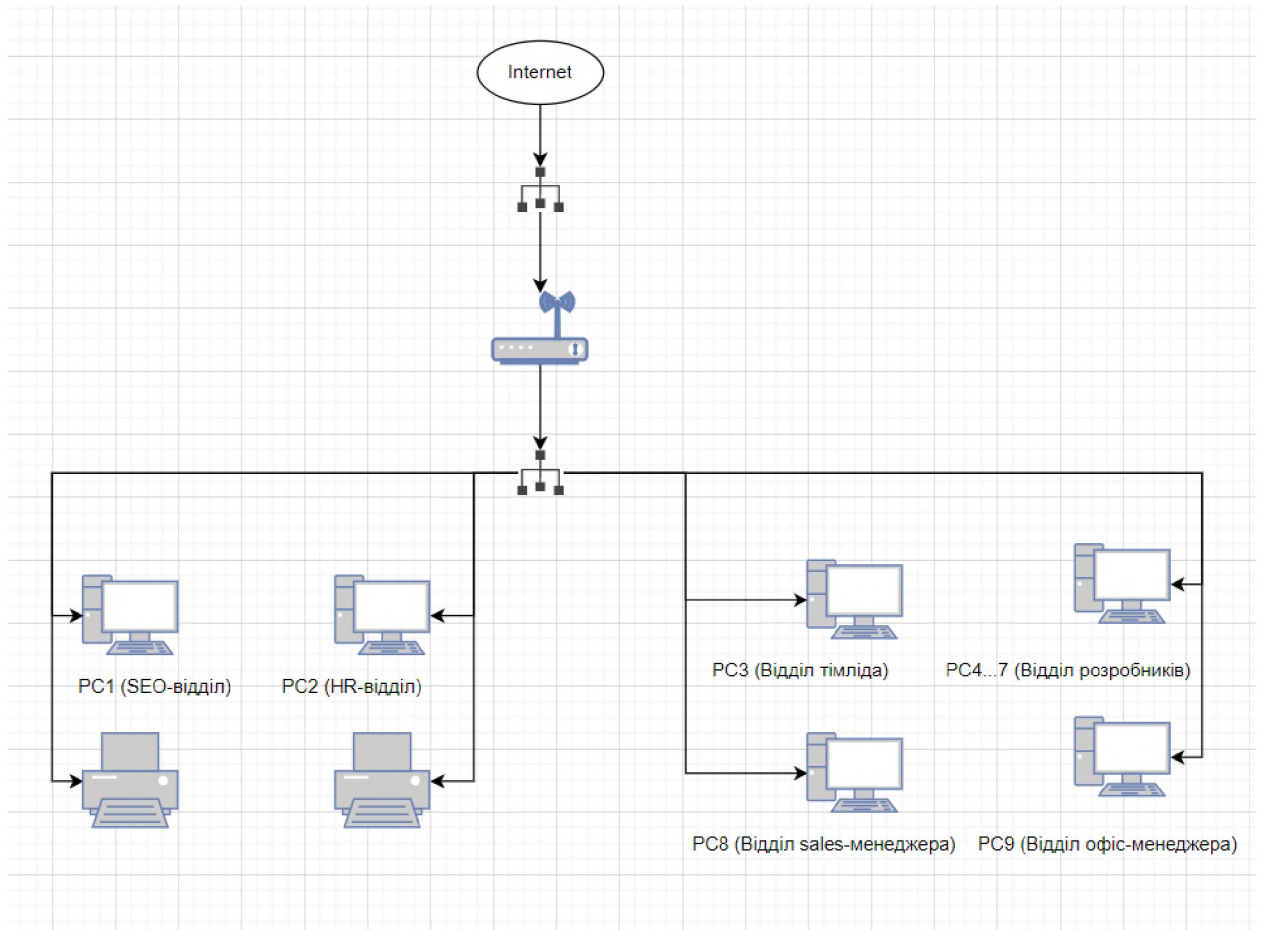 Internet
PC1 (SEO-відділ)
PC2 (HR-відділ)
PC3 (Відділ тімліда)
PC4...7 (Відділ розробників)
PC8 (Відділ sales-менеджера)
PC9 (Відділ офіс-менеджера)